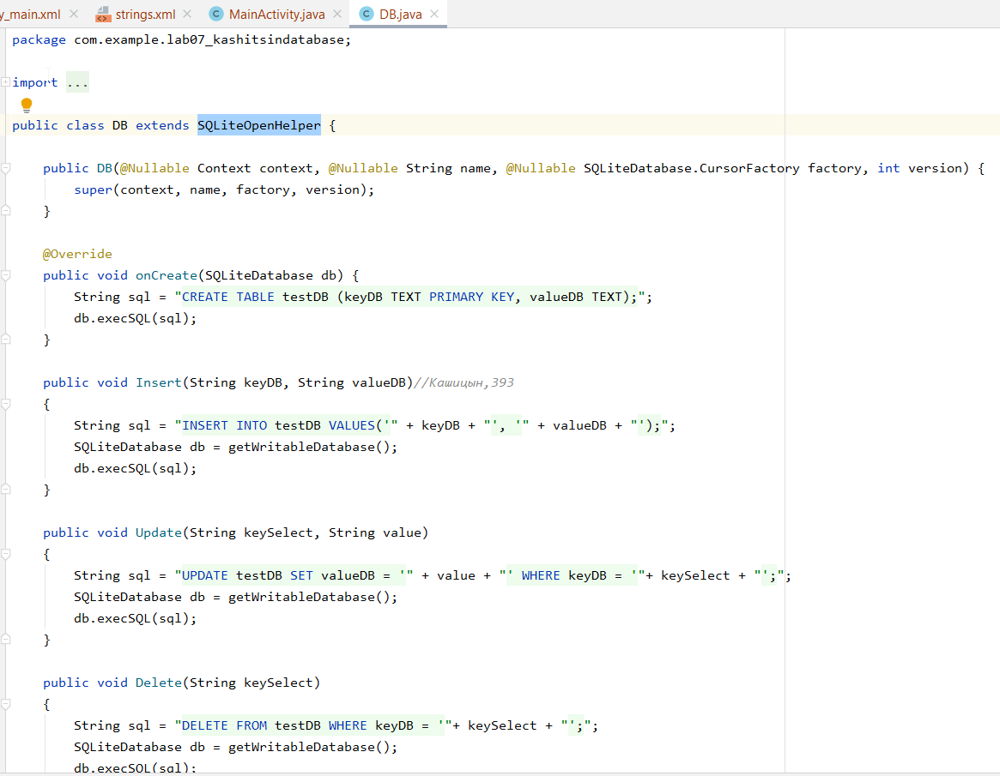 y_main.xml strings.xml MainActivity.java DB.java
package com.example.lab07_kashitsindatabase;
import ...
public class DB extends SQLiteOpenHelper {
public DB(@Nullable Context context, @Nullable String name, @Nullable SQLiteDatabase.CursorFactory factory, int version) {
super(context, name, factory, version);
}
@Override
public void onCreate(SQLiteDatabase db) {
String sql = "CREATE TABLE testDB (keyDB TEXT PRIMARY KEY, valueDB TEXT);";
db.execSQL(sql);
}
public void Insert(String keyDB, String valueDB)//Кашицын,393
{
String sql = "INSERT INTO testDB VALUES('" + keyDB + "', '" + valueDB + "');";
SQLiteDatabase db = getWritableDatabase();
db.execSQL(sql);
}
public void Update(String keySelect, String value)
{
String sql = "UPDATE testDB SET valueDB = '" + value + "' WHERE keyDB = '"+ keySelect + "';";
SQLiteDatabase db = getWritableDatabase();
db.execSQL(sql);
}
public void Delete(String keySelect)
{
String sql = "DELETE FROM testDB WHERE keyDB = '"+ keySelect + "';";
SQLiteDatabase db = getWritableDatabase();
db.execSQL(sql);